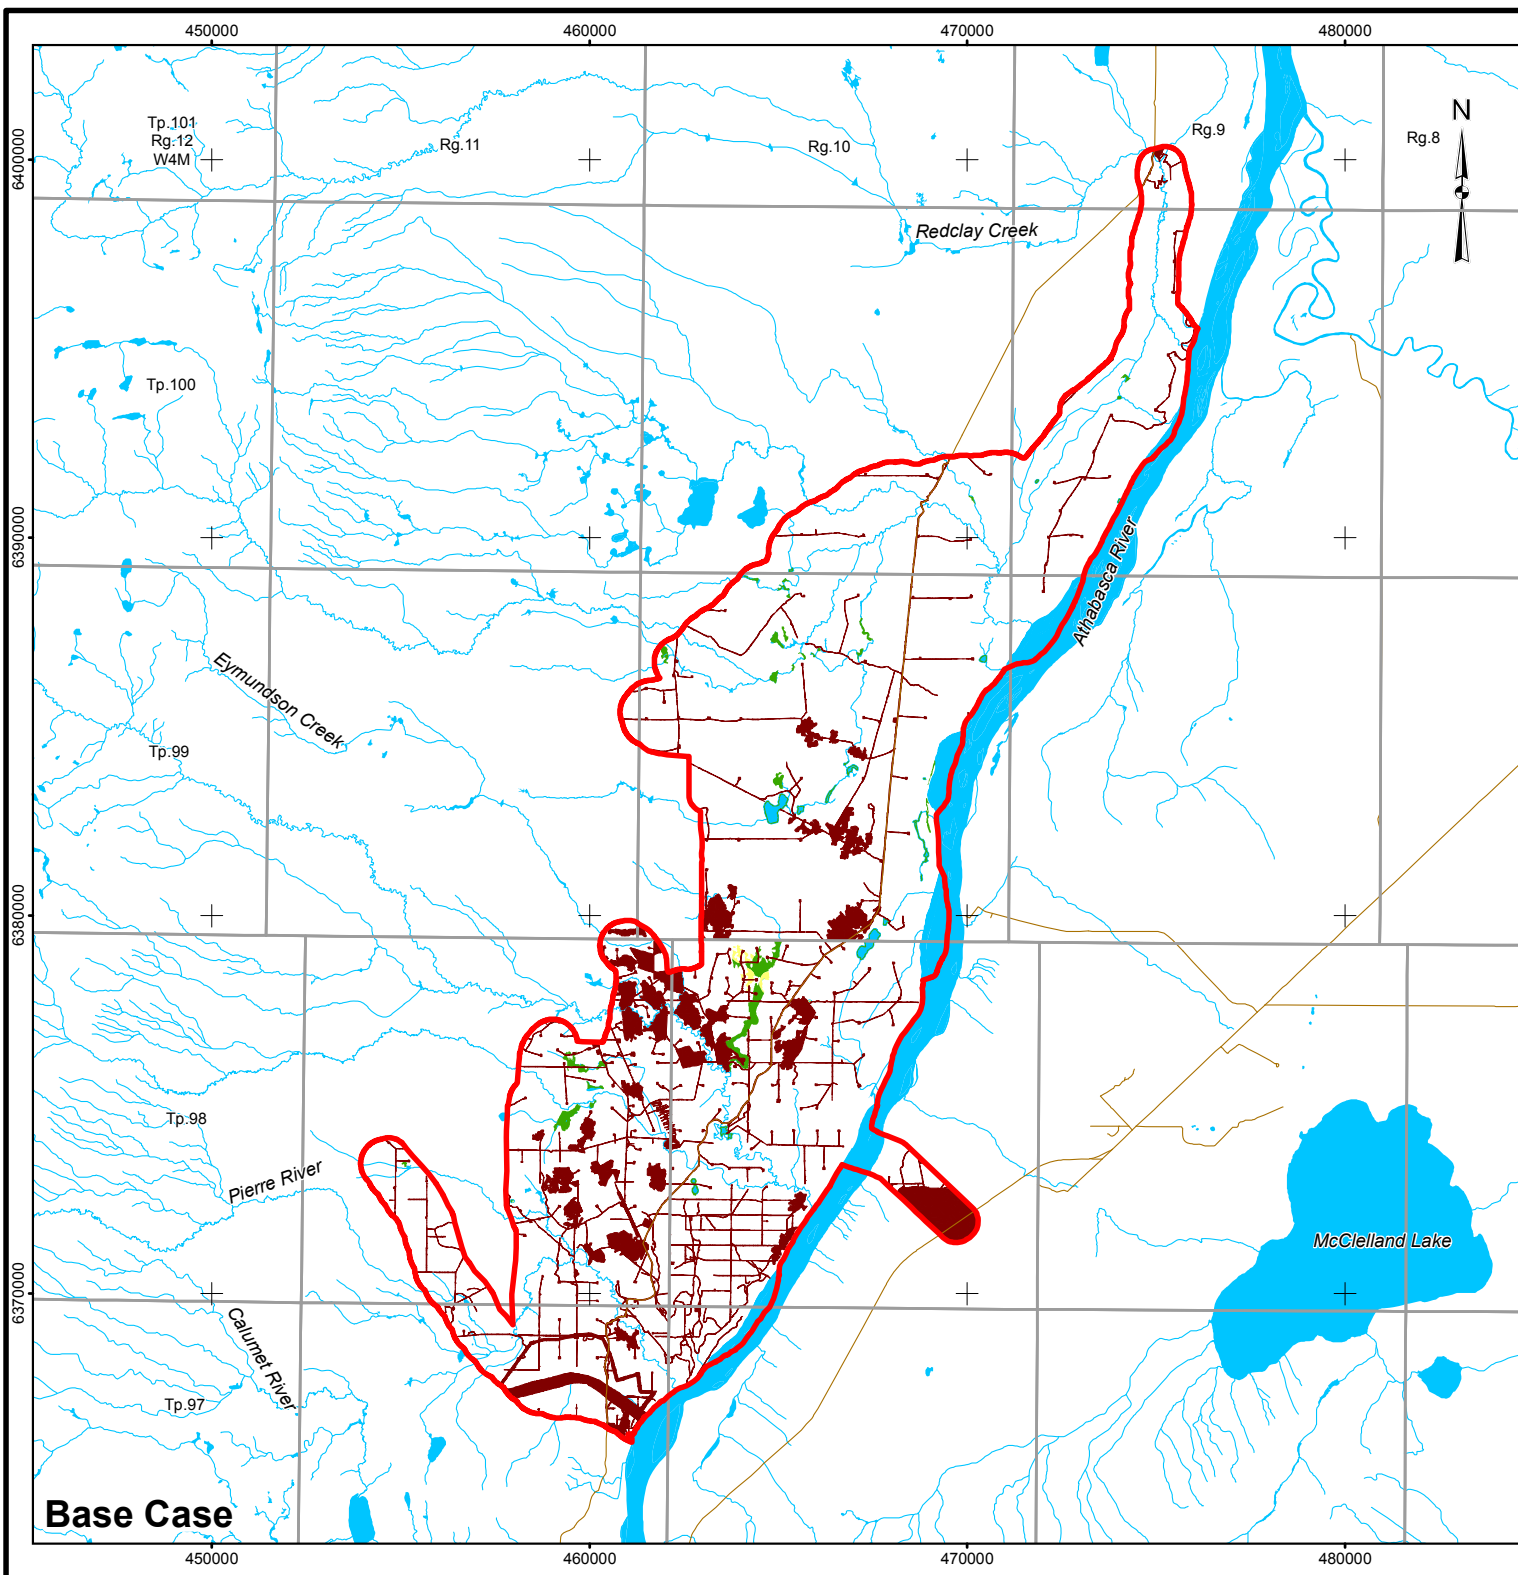 450000
460000
470000
480000
6400000
6390000
6380000
6370000
Tp.101
Rg.12
W4M
Rg.11
Rg.10
Rg.9
Rg.8
N
Redclay Creek
Tp.100
Athabasca River
Eymundson Creek
Tp.99
Tp.98
Pierre River
McClelland Lake
Calumet River
Tp.97
Base Case
450000
460000
470000
480000